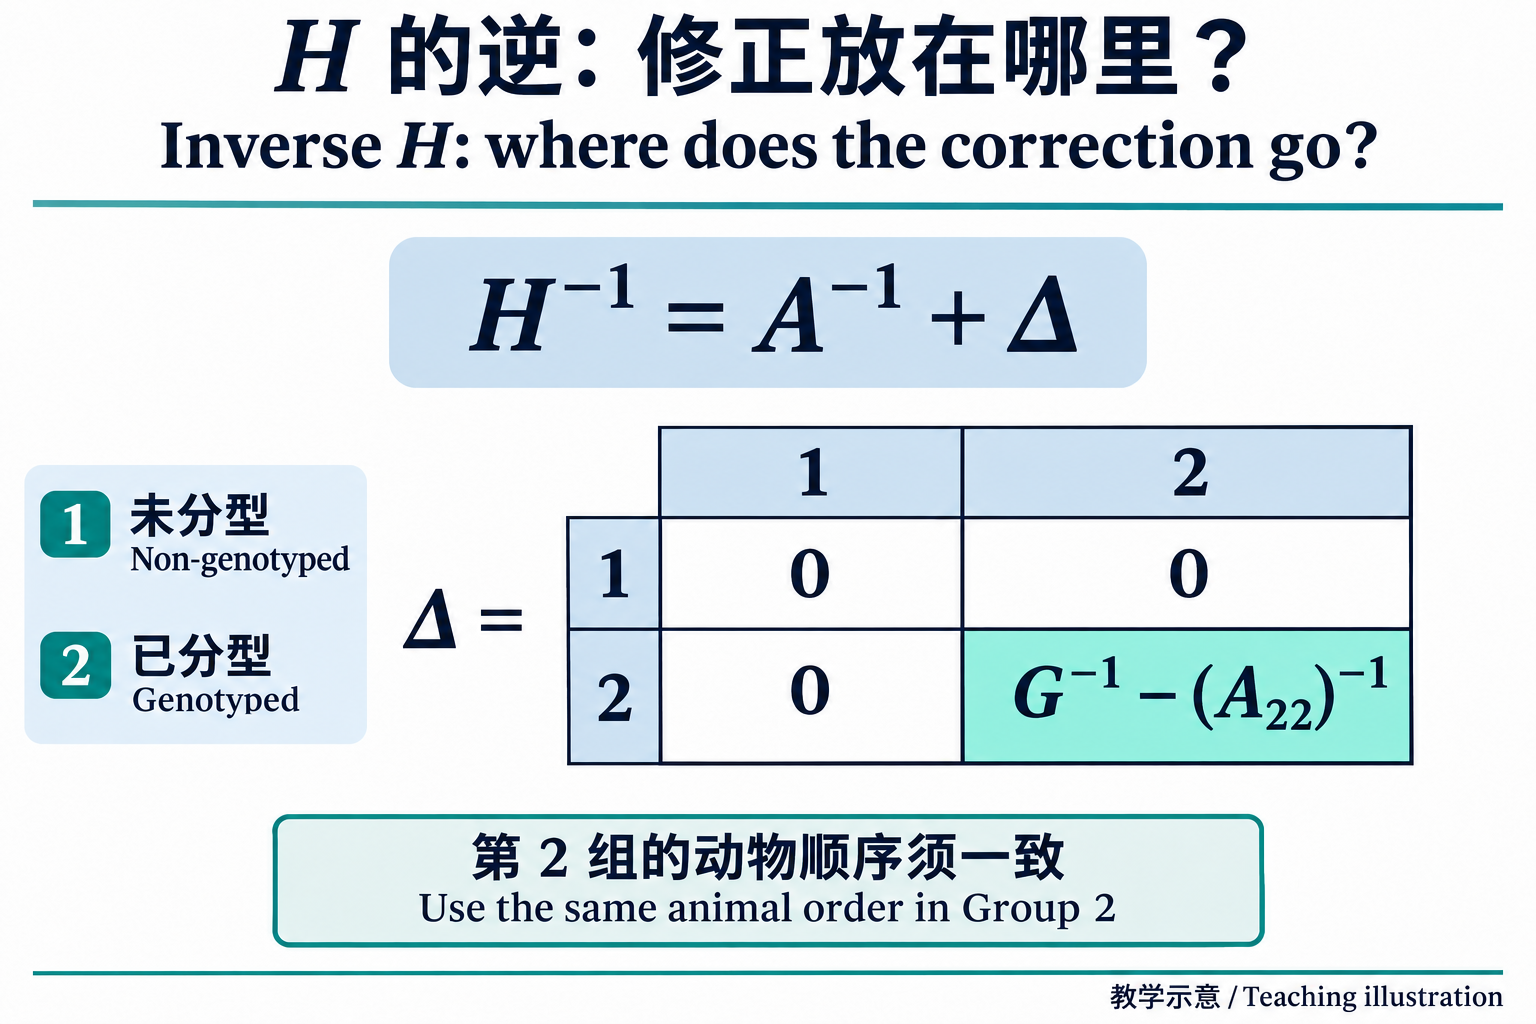 H 的逆：修正放在哪里？
Inverse H: where does the correction go?
H⁻¹ = A⁻¹ + Δ
1 未分型
Non-genotyped
2 已分型
Genotyped
Δ =
1 2
1 0 0
2 0 G⁻¹ − (A₂₂)⁻¹
第 2 组的动物顺序须一致
Use the same animal order in Group 2
教学示意 / Teaching illustration